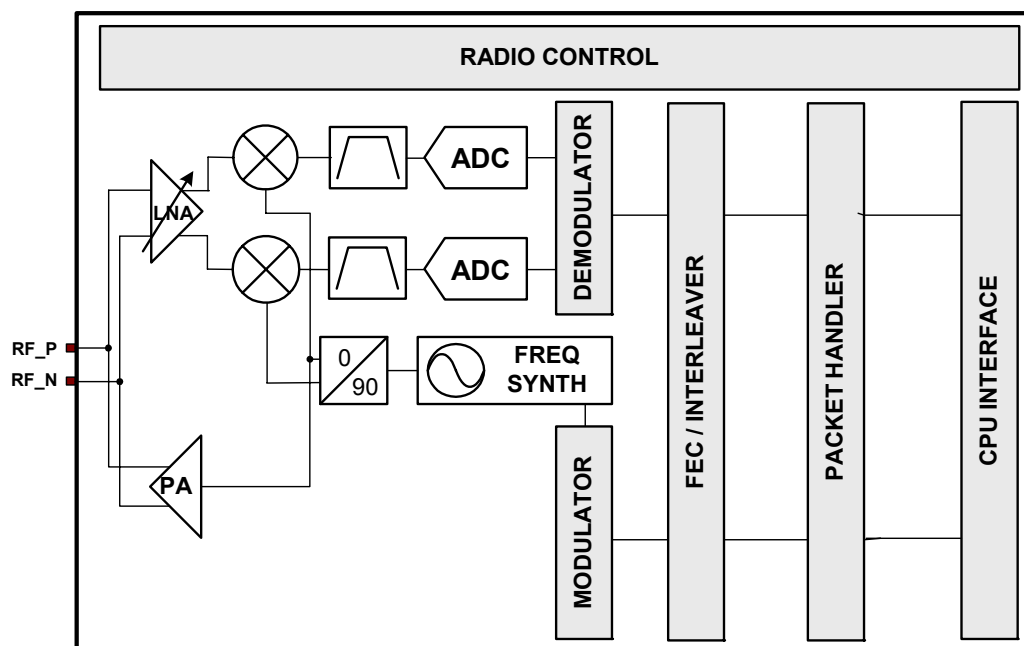 RADIO CONTROL
LNA
ADC
ADC
DEMODULATOR
FEC / INTERLEAVER
PACKET HANDLER
CPU INTERFACE
RF_P
RF_N
0
90
FREQ
SYNTH
PA
MODULATOR